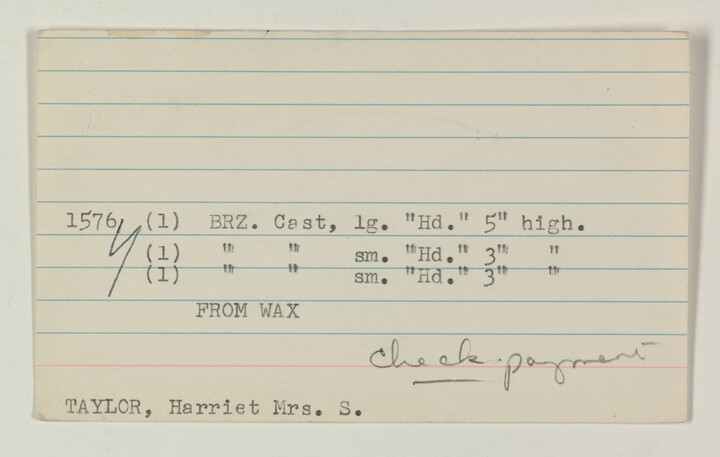 1576 (1) BRZ. Cast, lg. "Hd." 5" high.
(1) " " sm. "Hd." 3" "
(1) " " sm. "Hd." 3" "
FROM WAX
check payment
TAYLOR, Harriet Mrs. S.